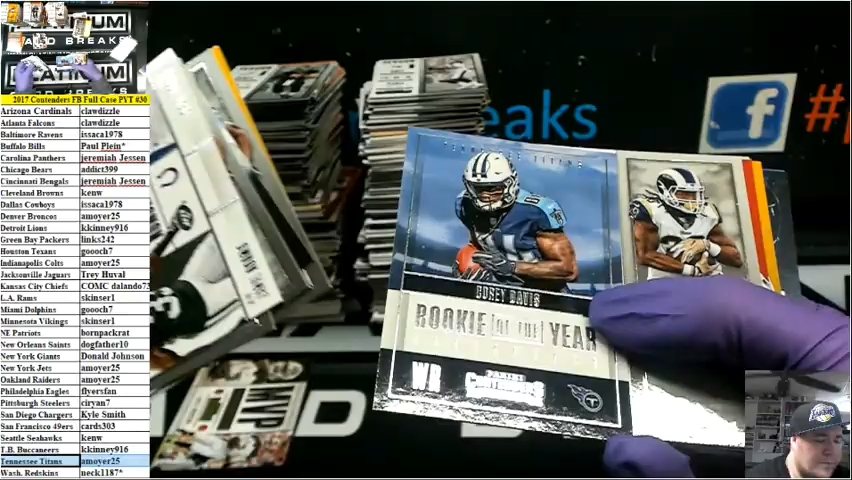 2017 Contenders FB Full Case PYT #30
Arizona Cardinals clawdizzle
Atlanta Falcons clawdizzle
Baltimore Ravens issaca1978
Buffalo Bills Paul Plein*
Carolina Panthers jeremiah Jessen
Chicago Bears addict399
Cincinnati Bengals jeremiah Jessen
Cleveland Browns kenw
Dallas Cowboys issaca1978
Denver Broncos amoyer25
Detroit Lions kkinney916
Green Bay Packers links242
Houston Texans goooch7
Indianapolis Colts amoyer25
Jacksonville Jaguars Trey Huval
Kansas City Chiefs COMC dalando73
L.A. Rams skinser1
Miami Dolphins goooch7
Minnesota Vikings skinser1
NE Patriots bornpackrat
New Orleans Saints dogfather10
New York Giants Donald Johnson
New York Jets amoyer25
Oakland Raiders amoyer25
Philadelphia Eagles flyersfan
Pittsburgh Steelers ciryan7
San Diego Chargers Kyle Smith
San Francisco 49ers cards303
Seattle Seahawks kenw
T.B. Buccaneers kkinney916
Tennessee Titans amoyer25
Wash. Redskins neck1187*
BREAKS
PLATINUM
eaks
f
#p
TENNESSEE TITANS
COREY DAVIS
ROOKIE OF THE YEAR
WR
PANINI
CONTENDERS
MVP
D